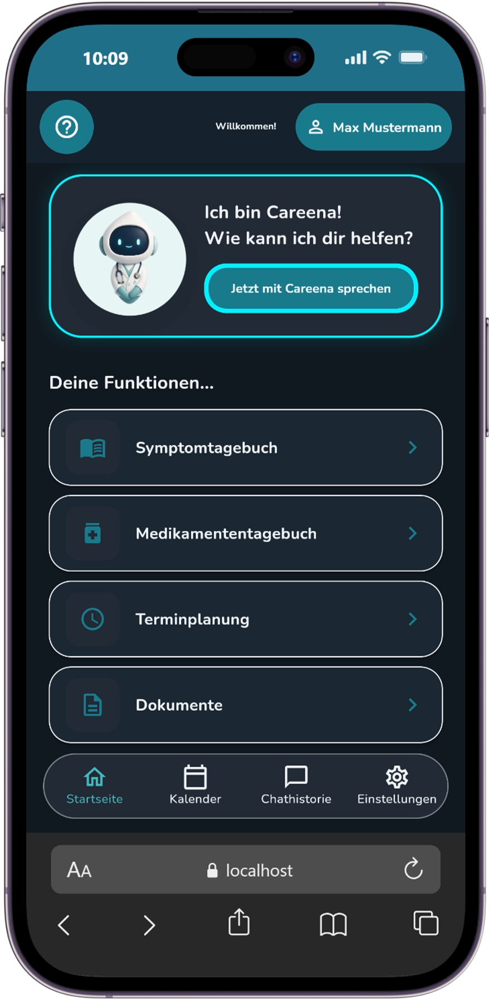 10:09
Willkommen!
Max Mustermann
Ich bin Careena!
Wie kann ich dir helfen?
Jetzt mit Careena sprechen
Deine Funktionen...
Symptomtagebuch
Medikamententagebuch
Terminplanung
Dokumente
Startseite
Kalender
Chathistorie
Einstellungen
AA
localhost